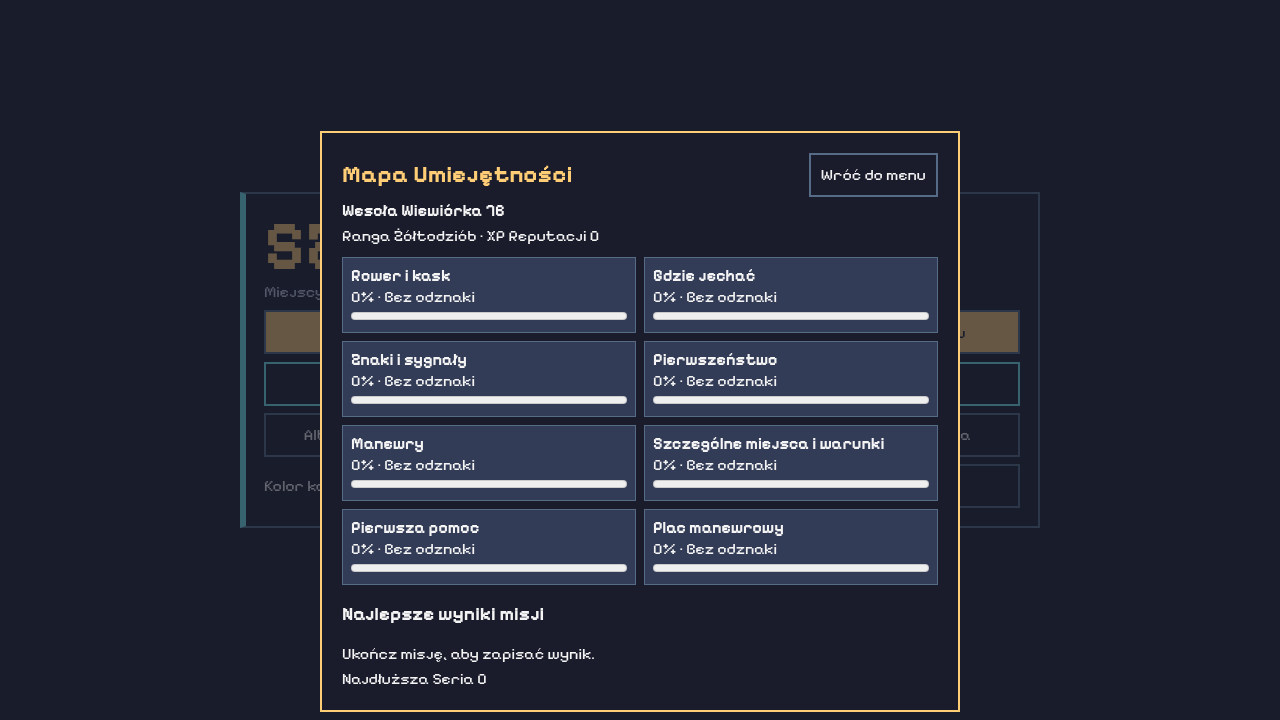 Mapa Umiejętności
Wróć do menu
Wesoła Wiewiórka 78
Ranga Żółtodziób · XP Reputacji 0
Rower i kask
0% · Bez odznaki
Gdzie jechać
0% · Bez odznaki
Znaki i sygnały
0% · Bez odznaki
Pierwszeństwo
0% · Bez odznaki
Manewry
0% · Bez odznaki
Szczególne miejsca i warunki
0% · Bez odznaki
Pierwsza pomoc
0% · Bez odznaki
Plac manewrowy
0% · Bez odznaki
Najlepsze wyniki misji
Ukończ misję, aby zapisać wynik.
Najdłuższa Seria 0
Kolor